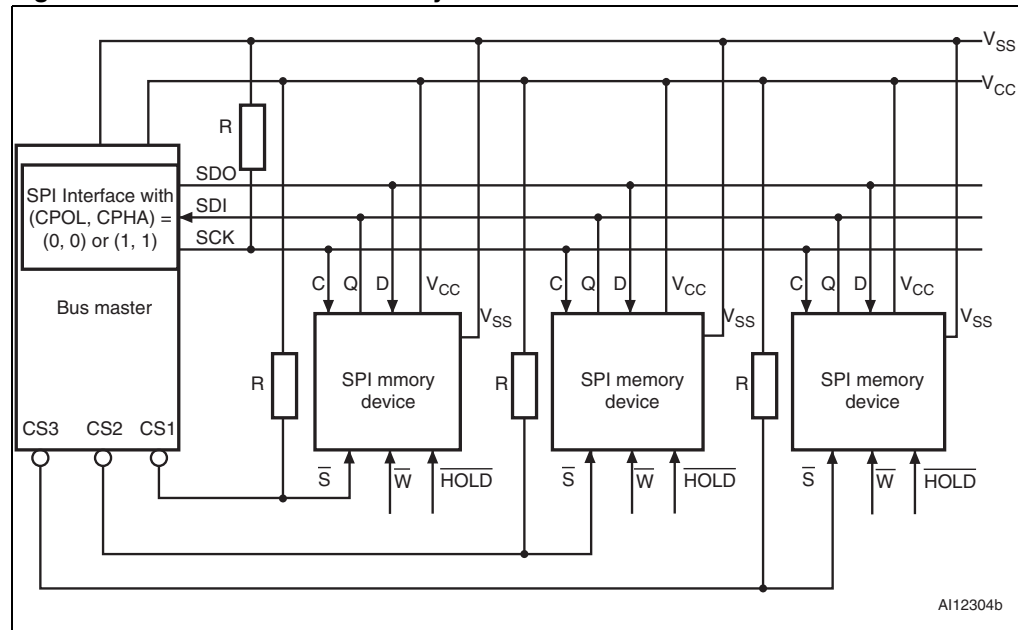 VSS
VCC
R
SDO
SPI Interface with
(CPOL, CPHA) =
(0, 0) or (1, 1)
SDI
SCK
Bus master
C Q D VCC
VSS
C Q D VCC
VSS
C Q D VCC
VSS
R
SPI mmory
device
R
SPI memory
device
R
SPI memory
device
CS3 CS2 CS1
S W HOLD
S W HOLD
S W HOLD
AI12304b